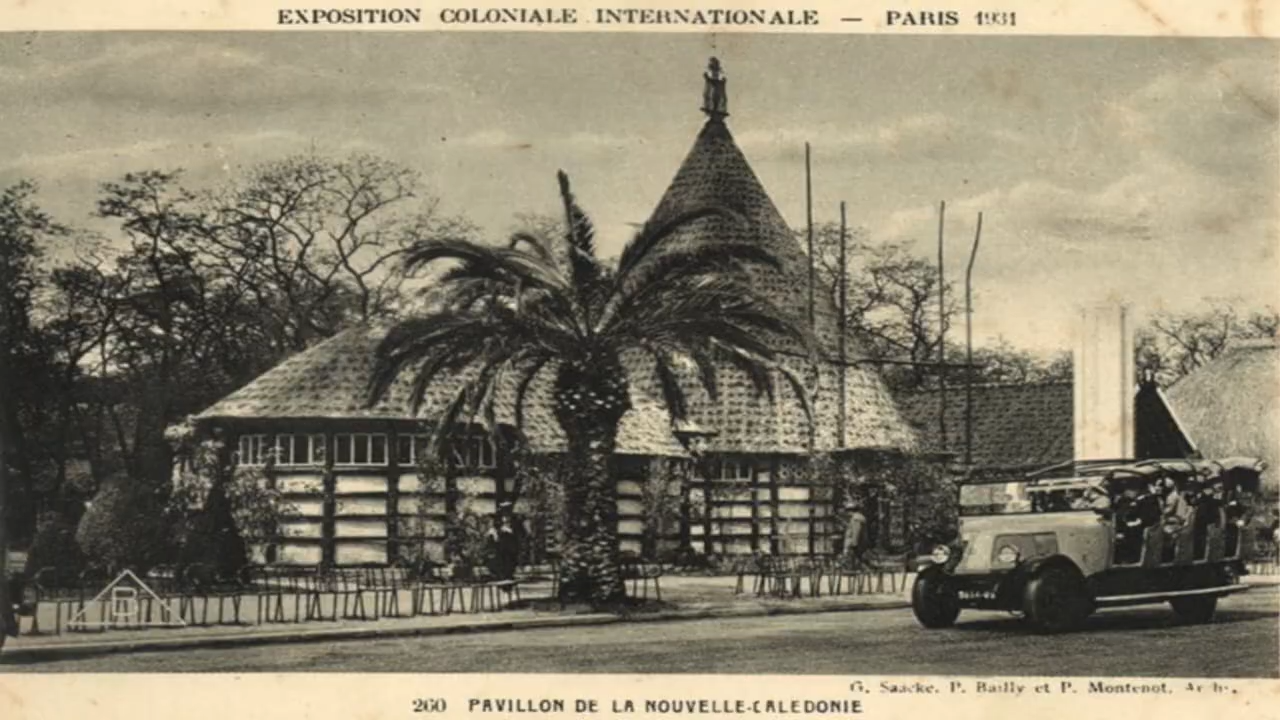 EXPOSITION COLONIALE INTERNATIONALE — PARIS 1931
G. Saacke, P. Bailly et P. Montenot, Arch.
260 PAVILLON DE LA NOUVELLE-CALEDONIE